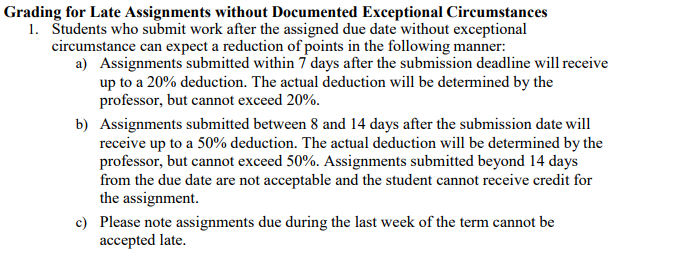 Grading for Late Assignments without Documented Exceptional Circumstances
1. Students who submit work after the assigned due date without exceptional
circumstance can expect a reduction of points in the following manner:
a) Assignments submitted within 7 days after the submission deadline will receive
up to a 20% deduction. The actual deduction will be determined by the
professor, but cannot exceed 20%.
b) Assignments submitted between 8 and 14 days after the submission date will
receive up to a 50% deduction. The actual deduction will be determined by the
professor, but cannot exceed 50%. Assignments submitted beyond 14 days
from the due date are not acceptable and the student cannot receive credit for
the assignment.
c) Please note assignments due during the last week of the term cannot be
accepted late.